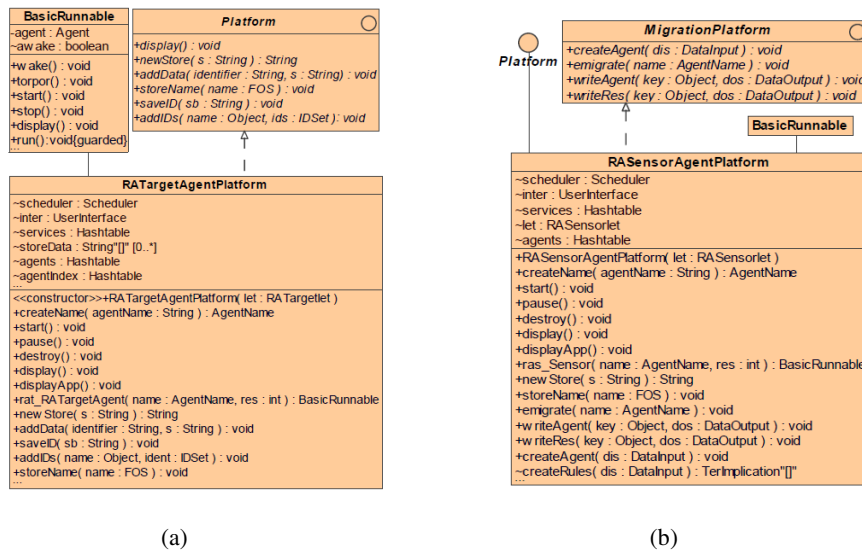 BasicRunnable
-agent : Agent
~awake : boolean
+wake() : void
+torpor() : void
+start() : void
+stop() : void
+display() : void
+run():void{guarded}
...
Platform
+display() : void
+newStore( s : String ) : String
+addData( identifier : String, s : String) : void
+storeName( name : FOS ) : void
+saveID( sb : String ) : void
+addIDs( name : Object, ids : IDSet ): void
RATargetAgentPlatform
~scheduler : Scheduler
~inter : UserInterface
~services : Hashtable
~storeData : String"[]" [0..*]
~agents : Hashtable
~agentIndex : Hashtable
...
<<constructor>>+RATargetAgentPlatform( let : RATargetlet )
+createName( agentName : String ) : AgentName
+start() : void
+pause() : void
+destroy() : void
+display() : void
+displayApp() : void
+rat_RATargetAgent( name : AgentName, res : int ) : BasicRunnable
+newStore( s : String ) : String
+addData( identifier : String, s : String ) : void
+saveID( sb : String ) : void
+addIDs( name : Object, ident : IDSet ) : void
+storeName( name : FOS ) : void
...
(a)
Platform
MigrationPlatform
+createAgent( dis : DataInput ) : void
+emigrate( name : AgentName ) : void
+writeAgent( key : Object, dos : DataOutput ) : void
+writeRes( key : Object, dos : DataOutput ) : void
BasicRunnable
RASensorAgentPlatform
~scheduler : Scheduler
~inter : UserInterface
~services : Hashtable
~let : RASensorlet
~agents : Hashtable
+RASensorAgentPlatform( let : RASensorlet )
+createName( agentName : String ) : AgentName
+start() : void
+pause() : void
+destroy() : void
+display() : void
+displayApp() : void
+ras_Sensor( name : AgentName, res : int ) : BasicRunnable
+newStore( s : String ) : String
+storeName( name : FOS ) : void
+emigrate( name : AgentName ) : void
+writeAgent( key : Object, dos : DataOutput ) : void
+writeRes( key : Object, dos : DataOutput ) : void
+createAgent( dis : DataInput ) : void
~createRules( dis : DataInput ) : TerImplication"[]"
...
(b)